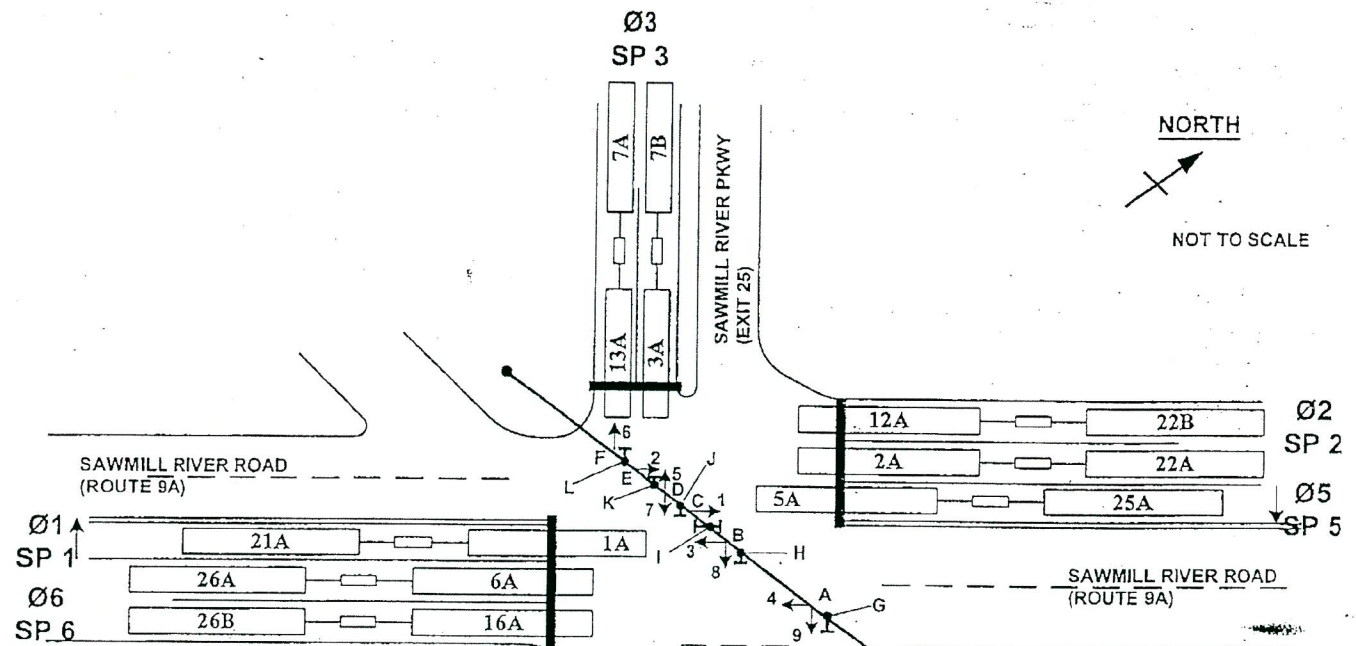 Ø3
SP 3
7A
7B
SAWMILL RIVER PKWY
(EXIT 25)
NORTH
NOT TO SCALE
13A
3A
12A
22B
Ø2
SP 2
2A
22A
5A
25A
Ø5
SP 5
6
F
2
J
L
E
5
D
K
7
C
1
B
H
I
3
8
SAWMILL RIVER ROAD
(ROUTE 9A)
Ø1
SP 1
21A
1A
26A
6A
Ø6
SP 6
26B
16A
SAWMILL RIVER ROAD
(ROUTE 9A)
4
A
G
9